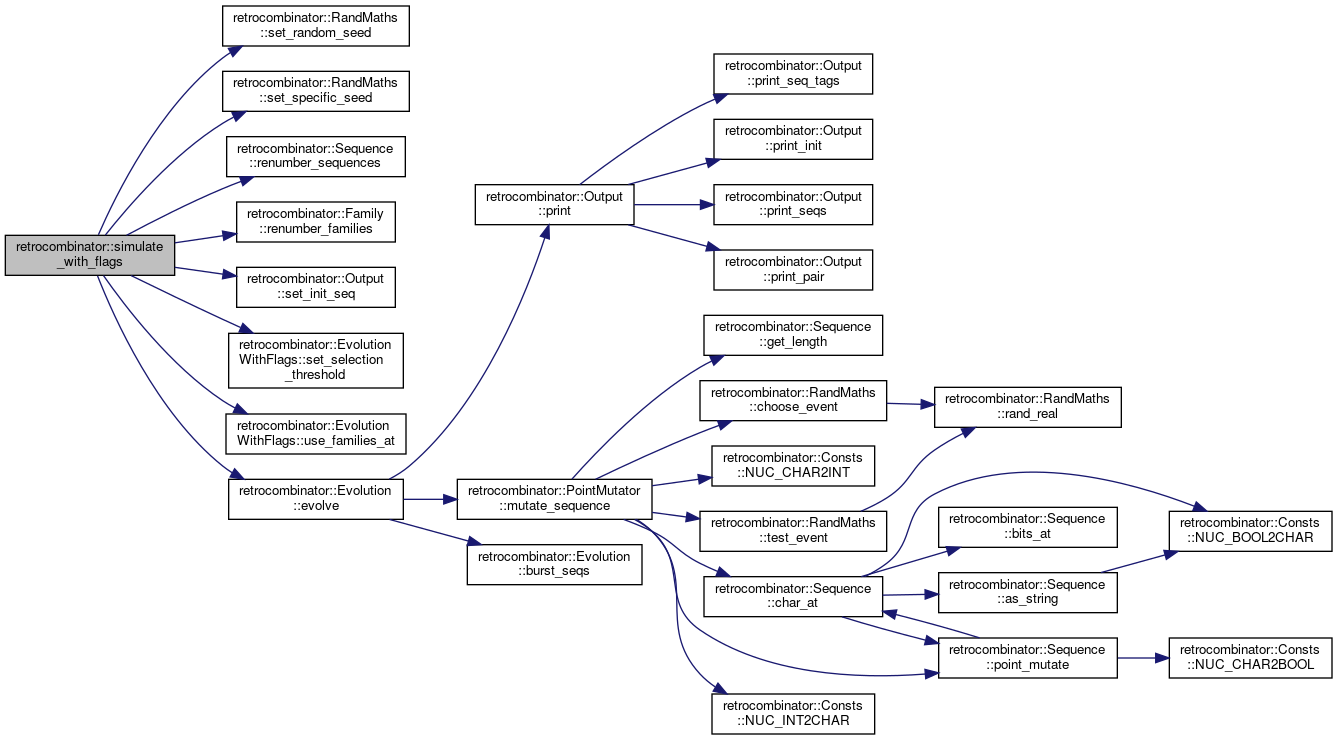 retrocombinator::simulate
_with_flags
retrocombinator::RandMaths
::set_random_seed
retrocombinator::RandMaths
::set_specific_seed
retrocombinator::Sequence
::renumber_sequences
retrocombinator::Family
::renumber_families
retrocombinator::Output
::set_init_seq
retrocombinator::Evolution
WithFlags::set_selection
_threshold
retrocombinator::Evolution
WithFlags::use_families_at
retrocombinator::Evolution
::evolve
retrocombinator::Output
::print
retrocombinator::PointMutator
::mutate_sequence
retrocombinator::Evolution
::burst_seqs
retrocombinator::Output
::print_seq_tags
retrocombinator::Output
::print_init
retrocombinator::Output
::print_seqs
retrocombinator::Output
::print_pair
retrocombinator::Sequence
::get_length
retrocombinator::RandMaths
::choose_event
retrocombinator::Consts
::NUC_CHAR2INT
retrocombinator::RandMaths
::test_event
retrocombinator::Sequence
::char_at
retrocombinator::Consts
::NUC_INT2CHAR
retrocombinator::RandMaths
::rand_real
retrocombinator::Sequence
::bits_at
retrocombinator::Sequence
::as_string
retrocombinator::Sequence
::point_mutate
retrocombinator::Consts
::NUC_BOOL2CHAR
retrocombinator::Consts
::NUC_CHAR2BOOL